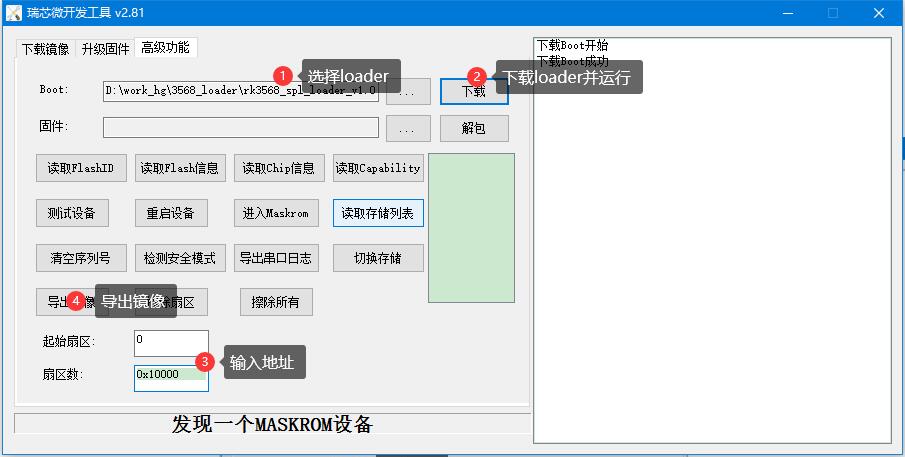 瑞芯微开发工具 v2.81
下载镜像 升级固件 高级功能
下载Boot开始
下载Boot成功
1 选择loader
2 下载loader并运行
Boot: D:\work_hg\3568_loader\rk3568_spl_loader_v1.0 ... 下载
固件: ... 解包
读取FlashID 读取Flash信息 读取Chip信息 读取Capability
测试设备 重启设备 进入Maskrom 读取存储列表
清空序列号 检测安全模式 导出串口日志 切换存储
导出 4 导出镜像 扇区 擦除所有
起始扇区: 0
3 输入地址
扇区数: 0x10000
发现一个MASKROM设备